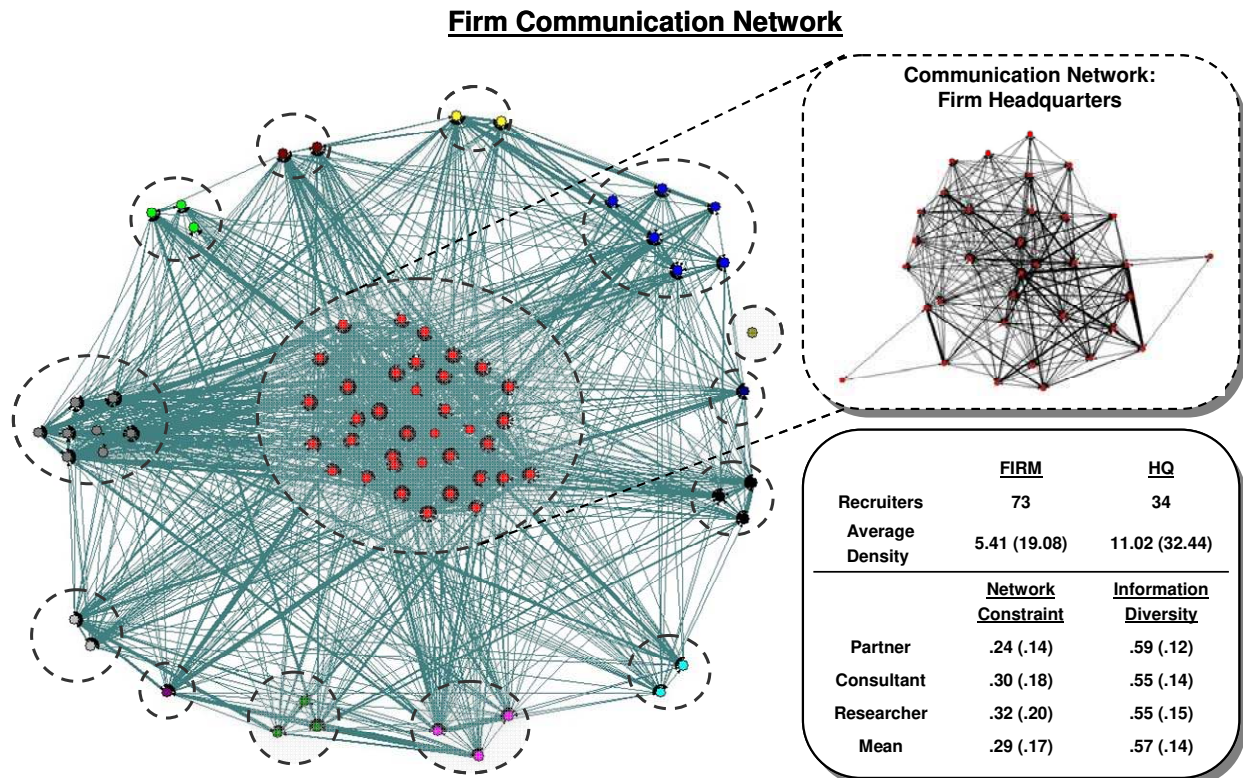 Firm Communication Network
Communication Network:
Firm Headquarters
FIRM HQ
Recruiters 73 34
Average
Density 5.41 (19.08) 11.02 (32.44)
Network Information
Constraint Diversity
Partner .24 (.14) .59 (.12)
Consultant .30 (.18) .55 (.14)
Researcher .32 (.20) .55 (.15)
Mean .29 (.17) .57 (.14)